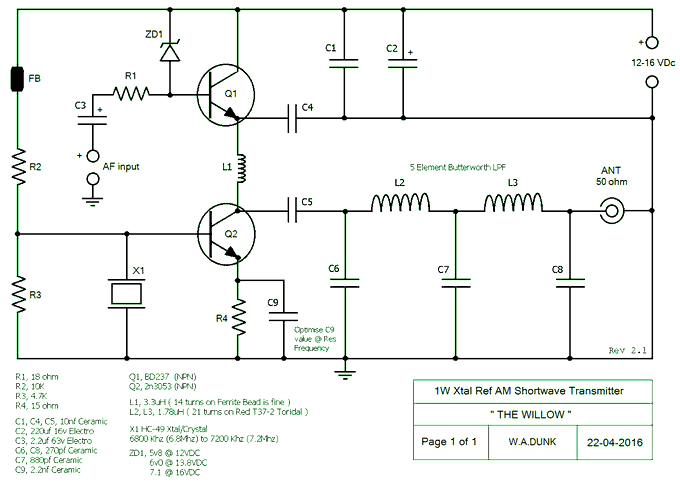 ZD1
C1
C2
+
+
12-16 VDc
FB
R1
Q1
C3
+
C4
+
AF input
R2
L1
5 Element Butterworth LPF
ANT
50 ohm
L2
L3
C5
Q2
X1
C6
C7
C8
R3
R4
C9
Optimise C9
value @ Res
Frequency
Rev 2.1
R1, 18 ohm
R2, 10K
R3, 4.7K
R4, 15 ohm
C1, C4, C5, 10nf Ceramic
C2, 220uf 16v Electro
C3, 2.2uf 63v Electro
C6, C8, 270pf Ceramic
C7, 880pf Ceramic
C9, 2.2nf Ceramic
Q1, BD237 (NPN)
Q2, 2n3053 (NPN)
L1, 3.3uH ( 14 turns on Ferrite Bead is fine )
L2, L3, 1.78uH ( 21 turns on Red T37-2 Toridal )
X1 HC-49 Xtal/Crystal
6800 Khz (6.8Mhz) to 7200 Khz (7.2Mhz)
ZD1, 5v8 @ 12VDC
6v0 @ 13.8VDC
7.1 @ 16VDC
1W Xtal Ref AM Shortwave Transmitter
" THE WILLOW "
Page 1 of 1
W.A.DUNK
22-04-2016